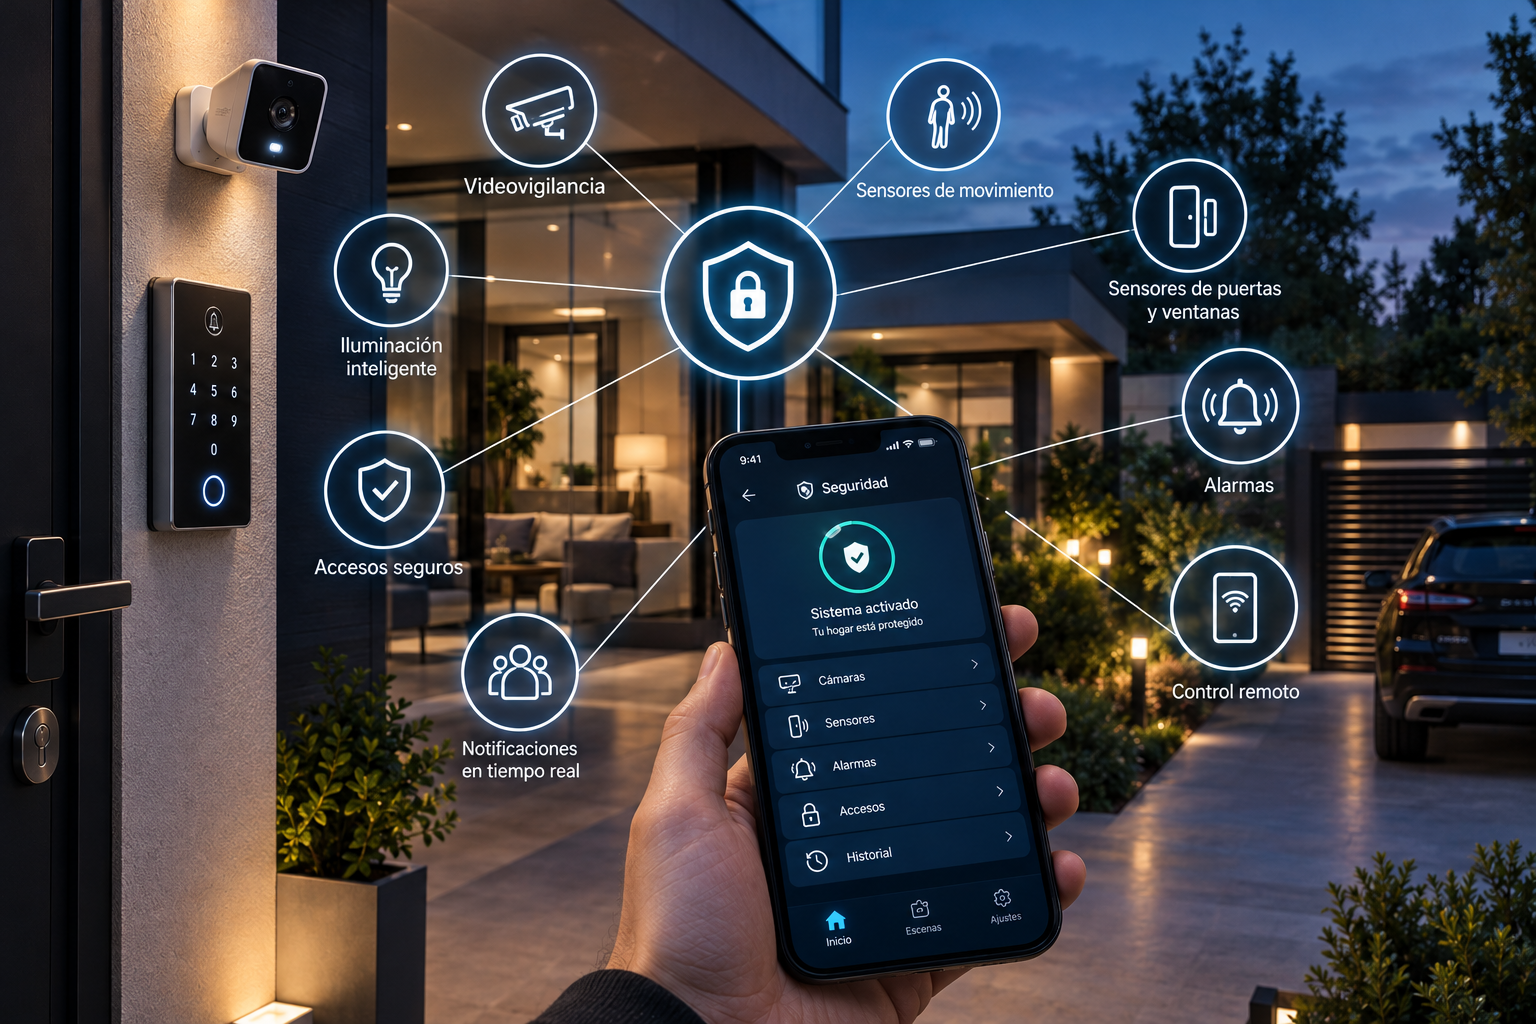 Videovigilancia
Sensores de movimiento
Sensores de puertas
y ventanas
Iluminación
inteligente
Alarmas
Accesos seguros
Control remoto
Notificaciones
en tiempo real
1 2 3
4 5 6
7 8 9
0
9:41
Seguridad
Sistema activado
Tu hogar está protegido
Cámaras
Sensores
Alarmas
Accesos
Historial
Inicio
Escenas
Ajustes